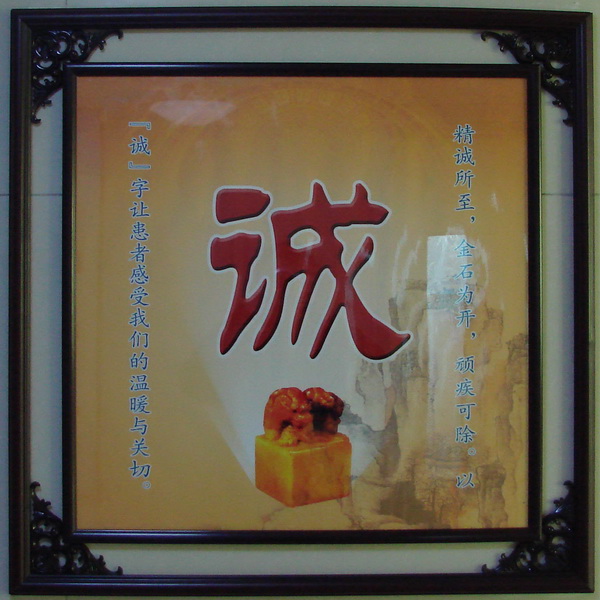 精诚所至，金石为开，顽疾可除。以
诚
『诚』字让患者感受我们的温暖与关切。